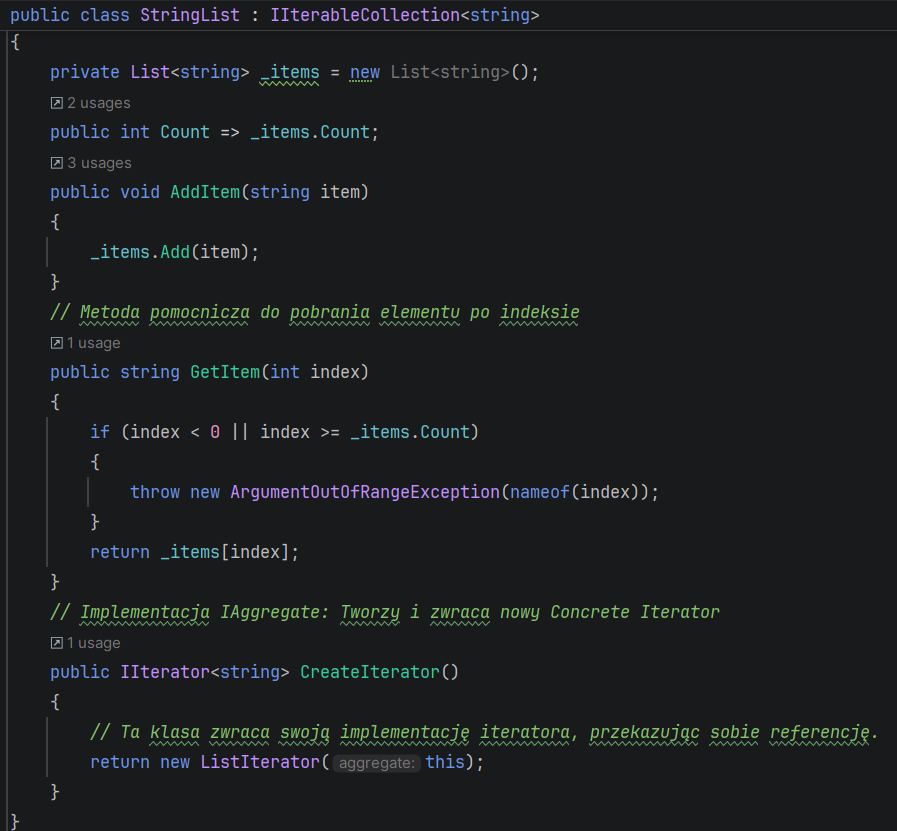 public class StringList : IIterableCollection<string>
{
    private List<string> _items = new List<string>();
    2 usages
    public int Count => _items.Count;
    3 usages
    public void AddItem(string item)
    {
        _items.Add(item);
    }
    // Metoda pomocnicza do pobrania elementu po indeksie
    1 usage
    public string GetItem(int index)
    {
        if (index < 0 || index >= _items.Count)
        {
            throw new ArgumentOutOfRangeException(nameof(index));
        }
        return _items[index];
    }
    // Implementacja IAggregate: Tworzy i zwraca nowy Concrete Iterator
    1 usage
    public IIterator<string> CreateIterator()
    {
        // Ta klasa zwraca swoją implementację iteratora, przekazując sobie referencję.
        return new ListIterator( aggregate: this);
    }
}